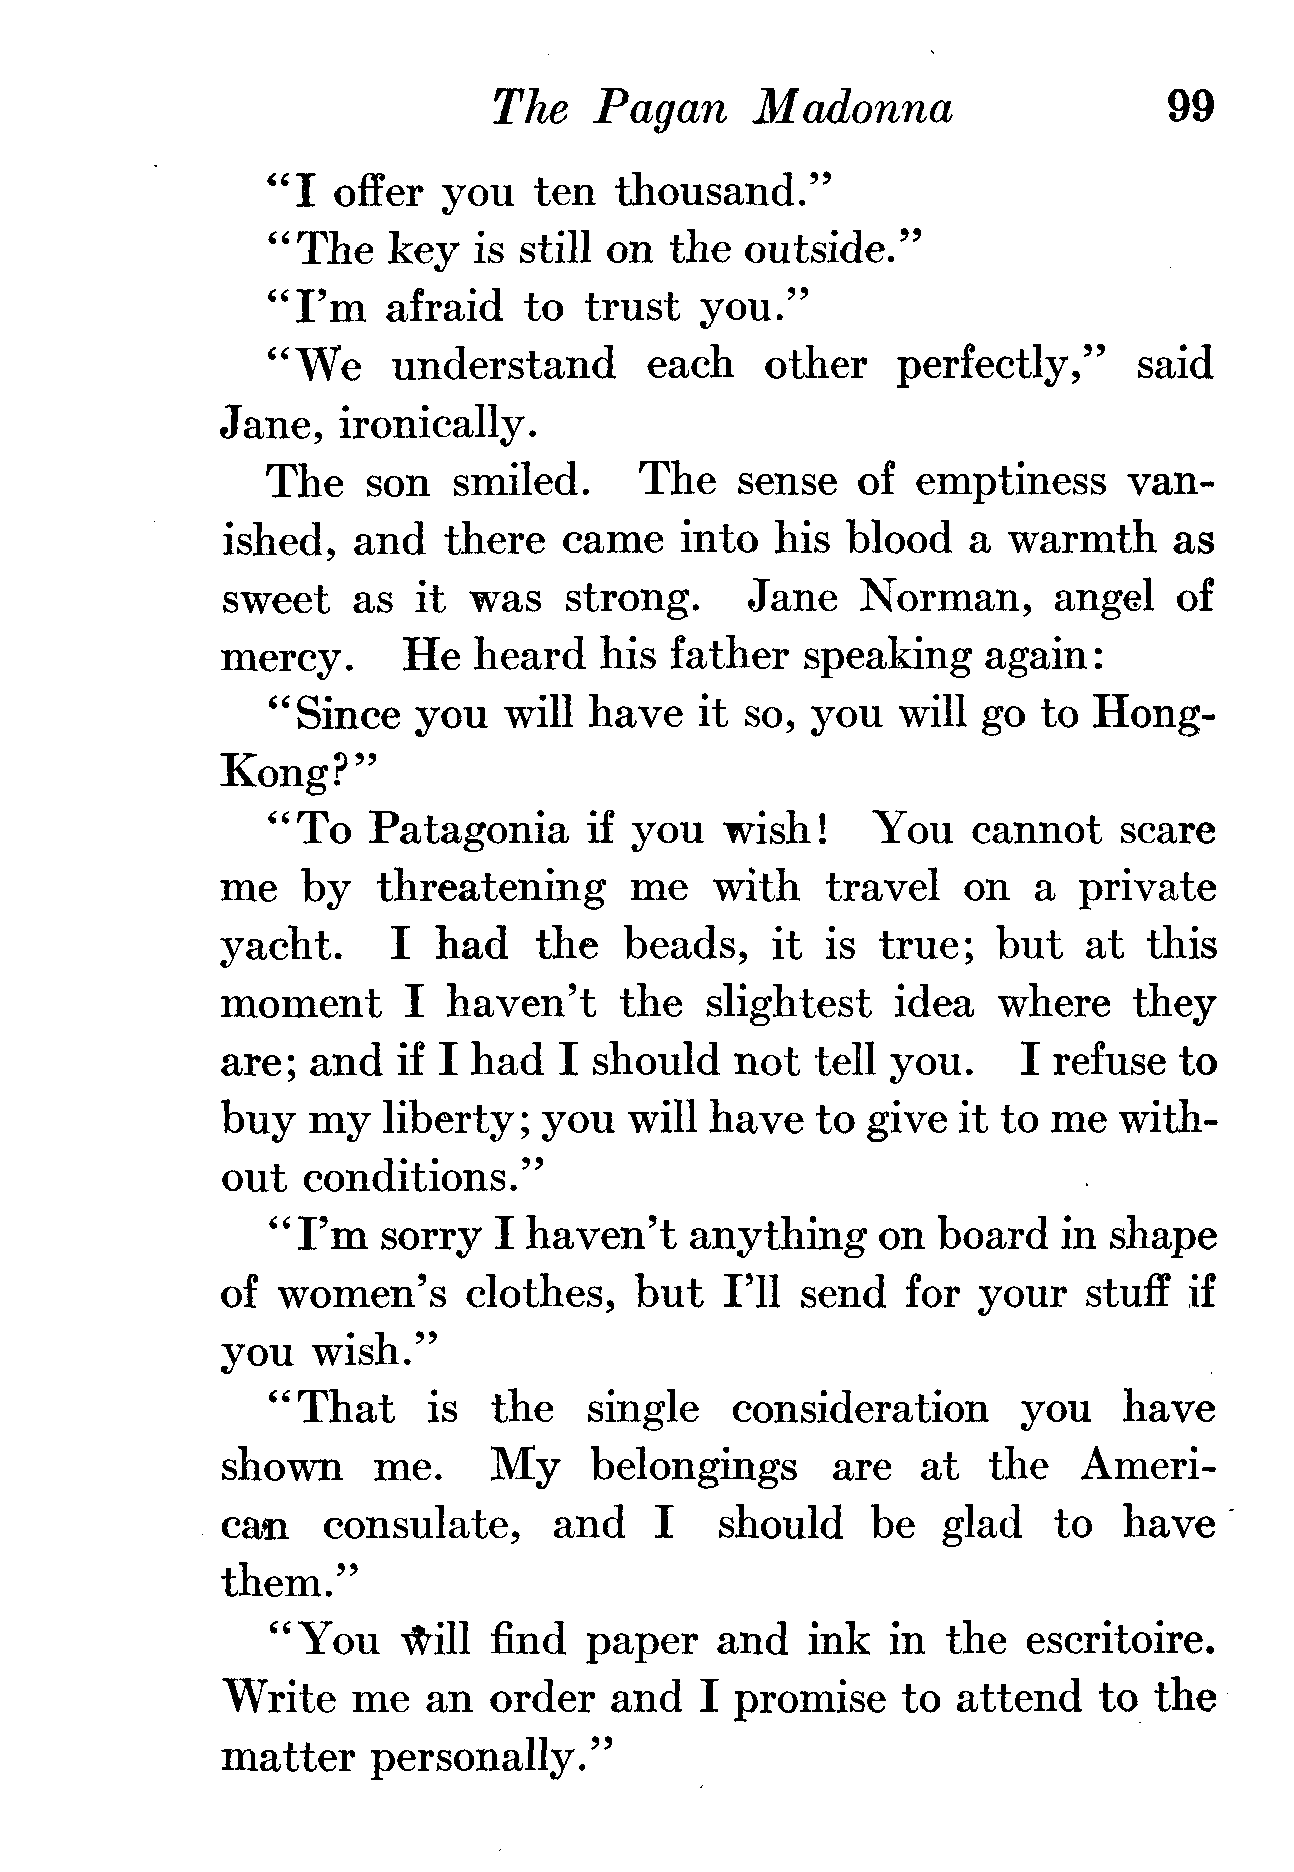 The Pagan Madonna 99
“I offer you ten thousand.”
“The key is still on the outside.”
“I’m afraid to trust you.”
“We understand each other perfectly,” said
Jane, ironically.
The son smiled. The sense of emptiness van-
ished, and there came into his blood a warmth as
sweet as it was strong. Jane Norman, angel of
mercy. He heard his father speaking again:
“Since you will have it so, you will go to Hong-
Kong?”
“To Patagonia if you wish! You cannot scare
me by threatening me with travel on a private
yacht. I had the beads, it is true; but at this
moment I haven’t the slightest idea where they
are; and if I had I should not tell you. I refuse to
buy my liberty; you will have to give it to me with-
out conditions.”
“I’m sorry I haven’t anything on board in shape
of women’s clothes, but I’ll send for your stuff if
you wish.”
“That is the single consideration you have
shown me. My belongings are at the Ameri-
can consulate, and I should be glad to have
them.”
“You will find paper and ink in the escritoire.
Write me an order and I promise to attend to the
matter personally.”